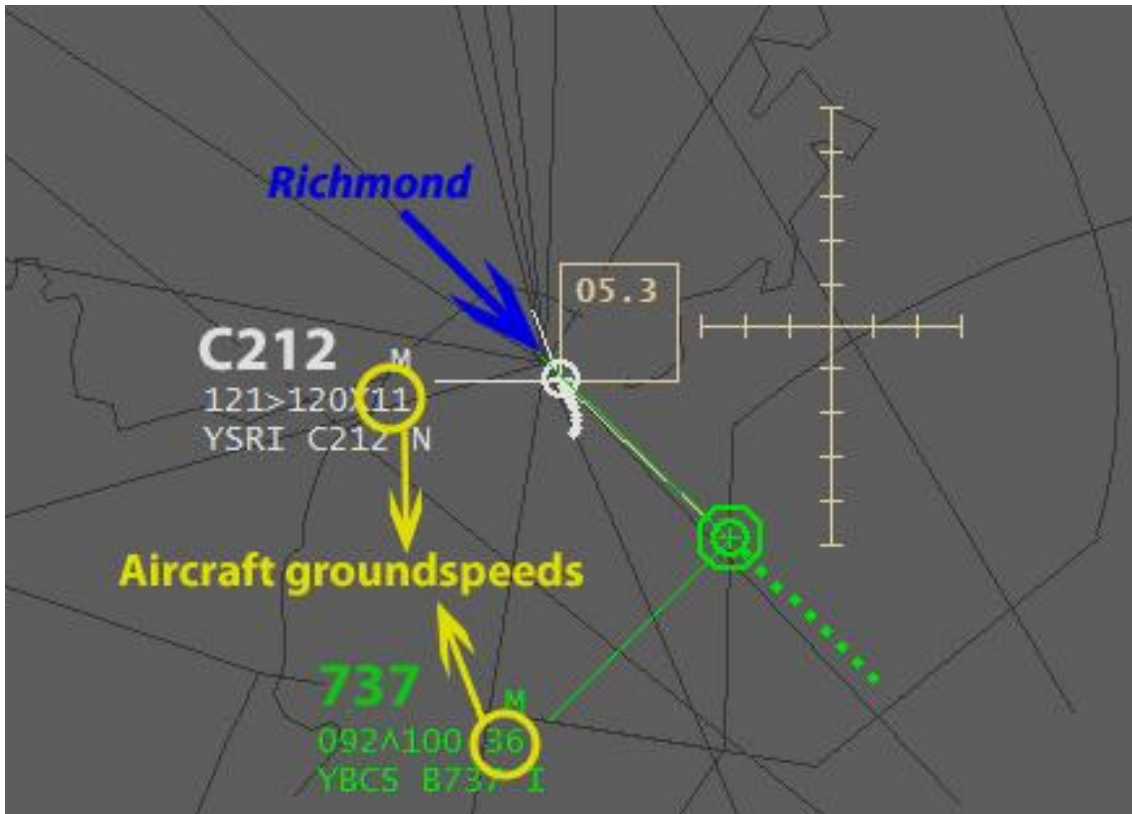 Richmond
05.3
C212
M
121>120X11
YSRI C212 N
Aircraft groundspeeds
737
M
092^100 36
YBCS B737 I